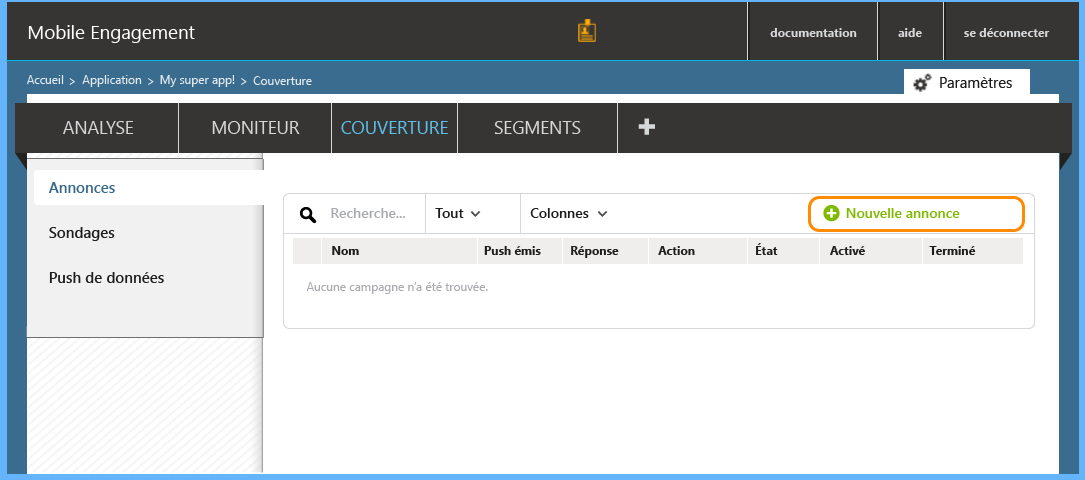 Mobile Engagement
documentation
aide
se déconnecter
Accueil > Application > My super app! > Couverture
Paramètres
ANALYSE
MONITEUR
COUVERTURE
SEGMENTS
Annonces
Sondages
Push de données
Recherche...
Tout
Colonnes
Nouvelle annonce
Nom Push émis Réponse Action État Activé Terminé
Aucune campagne n'a été trouvée.